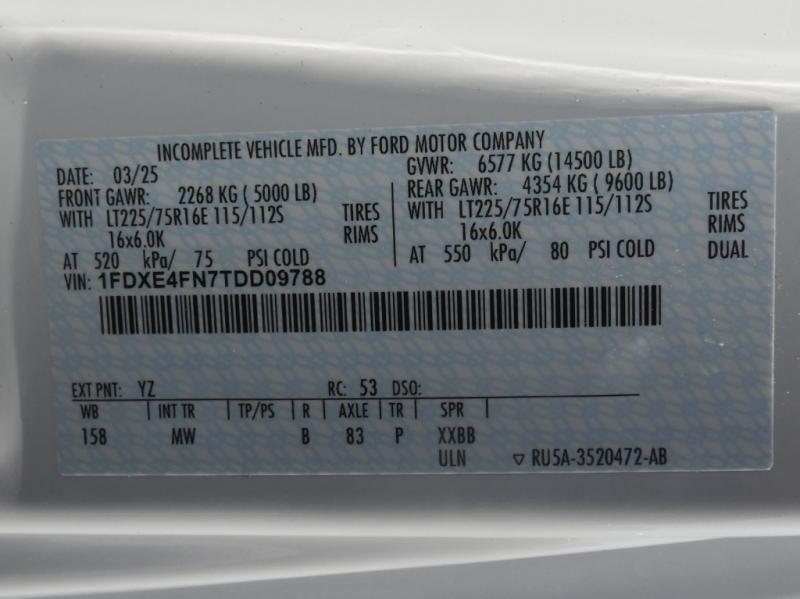 INCOMPLETE VEHICLE MFD. BY FORD MOTOR COMPANY
DATE: 03/25 GVWR: 6577 KG (14500 LB)
FRONT GAWR: 2268 KG ( 5000 LB) REAR GAWR: 4354 KG ( 9600 LB)
WITH LT225/75R16E 115/112S TIRES WITH LT225/75R16E 115/112S TIRES
16x6.0K RIMS 16x6.0K RIMS
AT 520 kPa/ 75 PSI COLD AT 550 kPa/ 80 PSI COLD DUAL
VIN: 1FDXE4FN7TDD09788
EXT PNT: YZ RC: 53 DSO:
WB INT TR TP/PS R AXLE TR SPR
158 MW B 83 P XXBB
ULN ▽ RU5A-3520472-AB